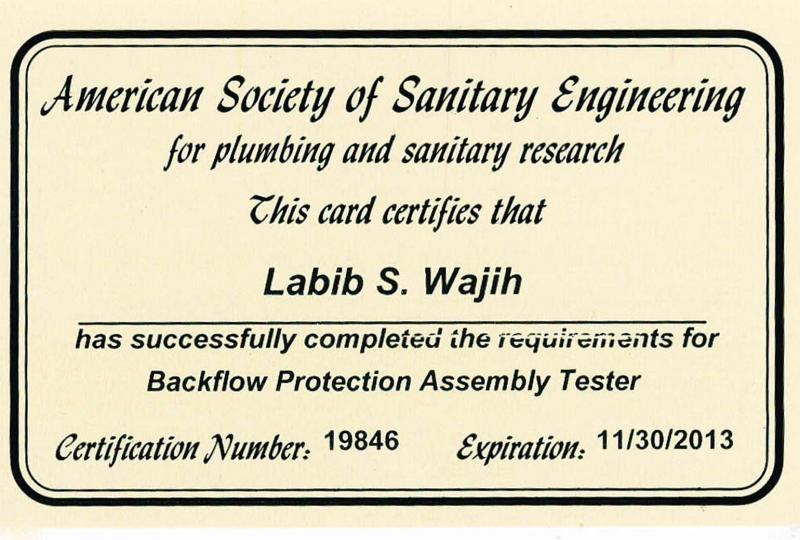 American Society of Sanitary Engineering
for plumbing and sanitary research
This card certifies that
Labib S. Wajih
has successfully completed the requirements for
Backflow Protection Assembly Tester
Certification Number: 19846 Expiration: 11/30/2013